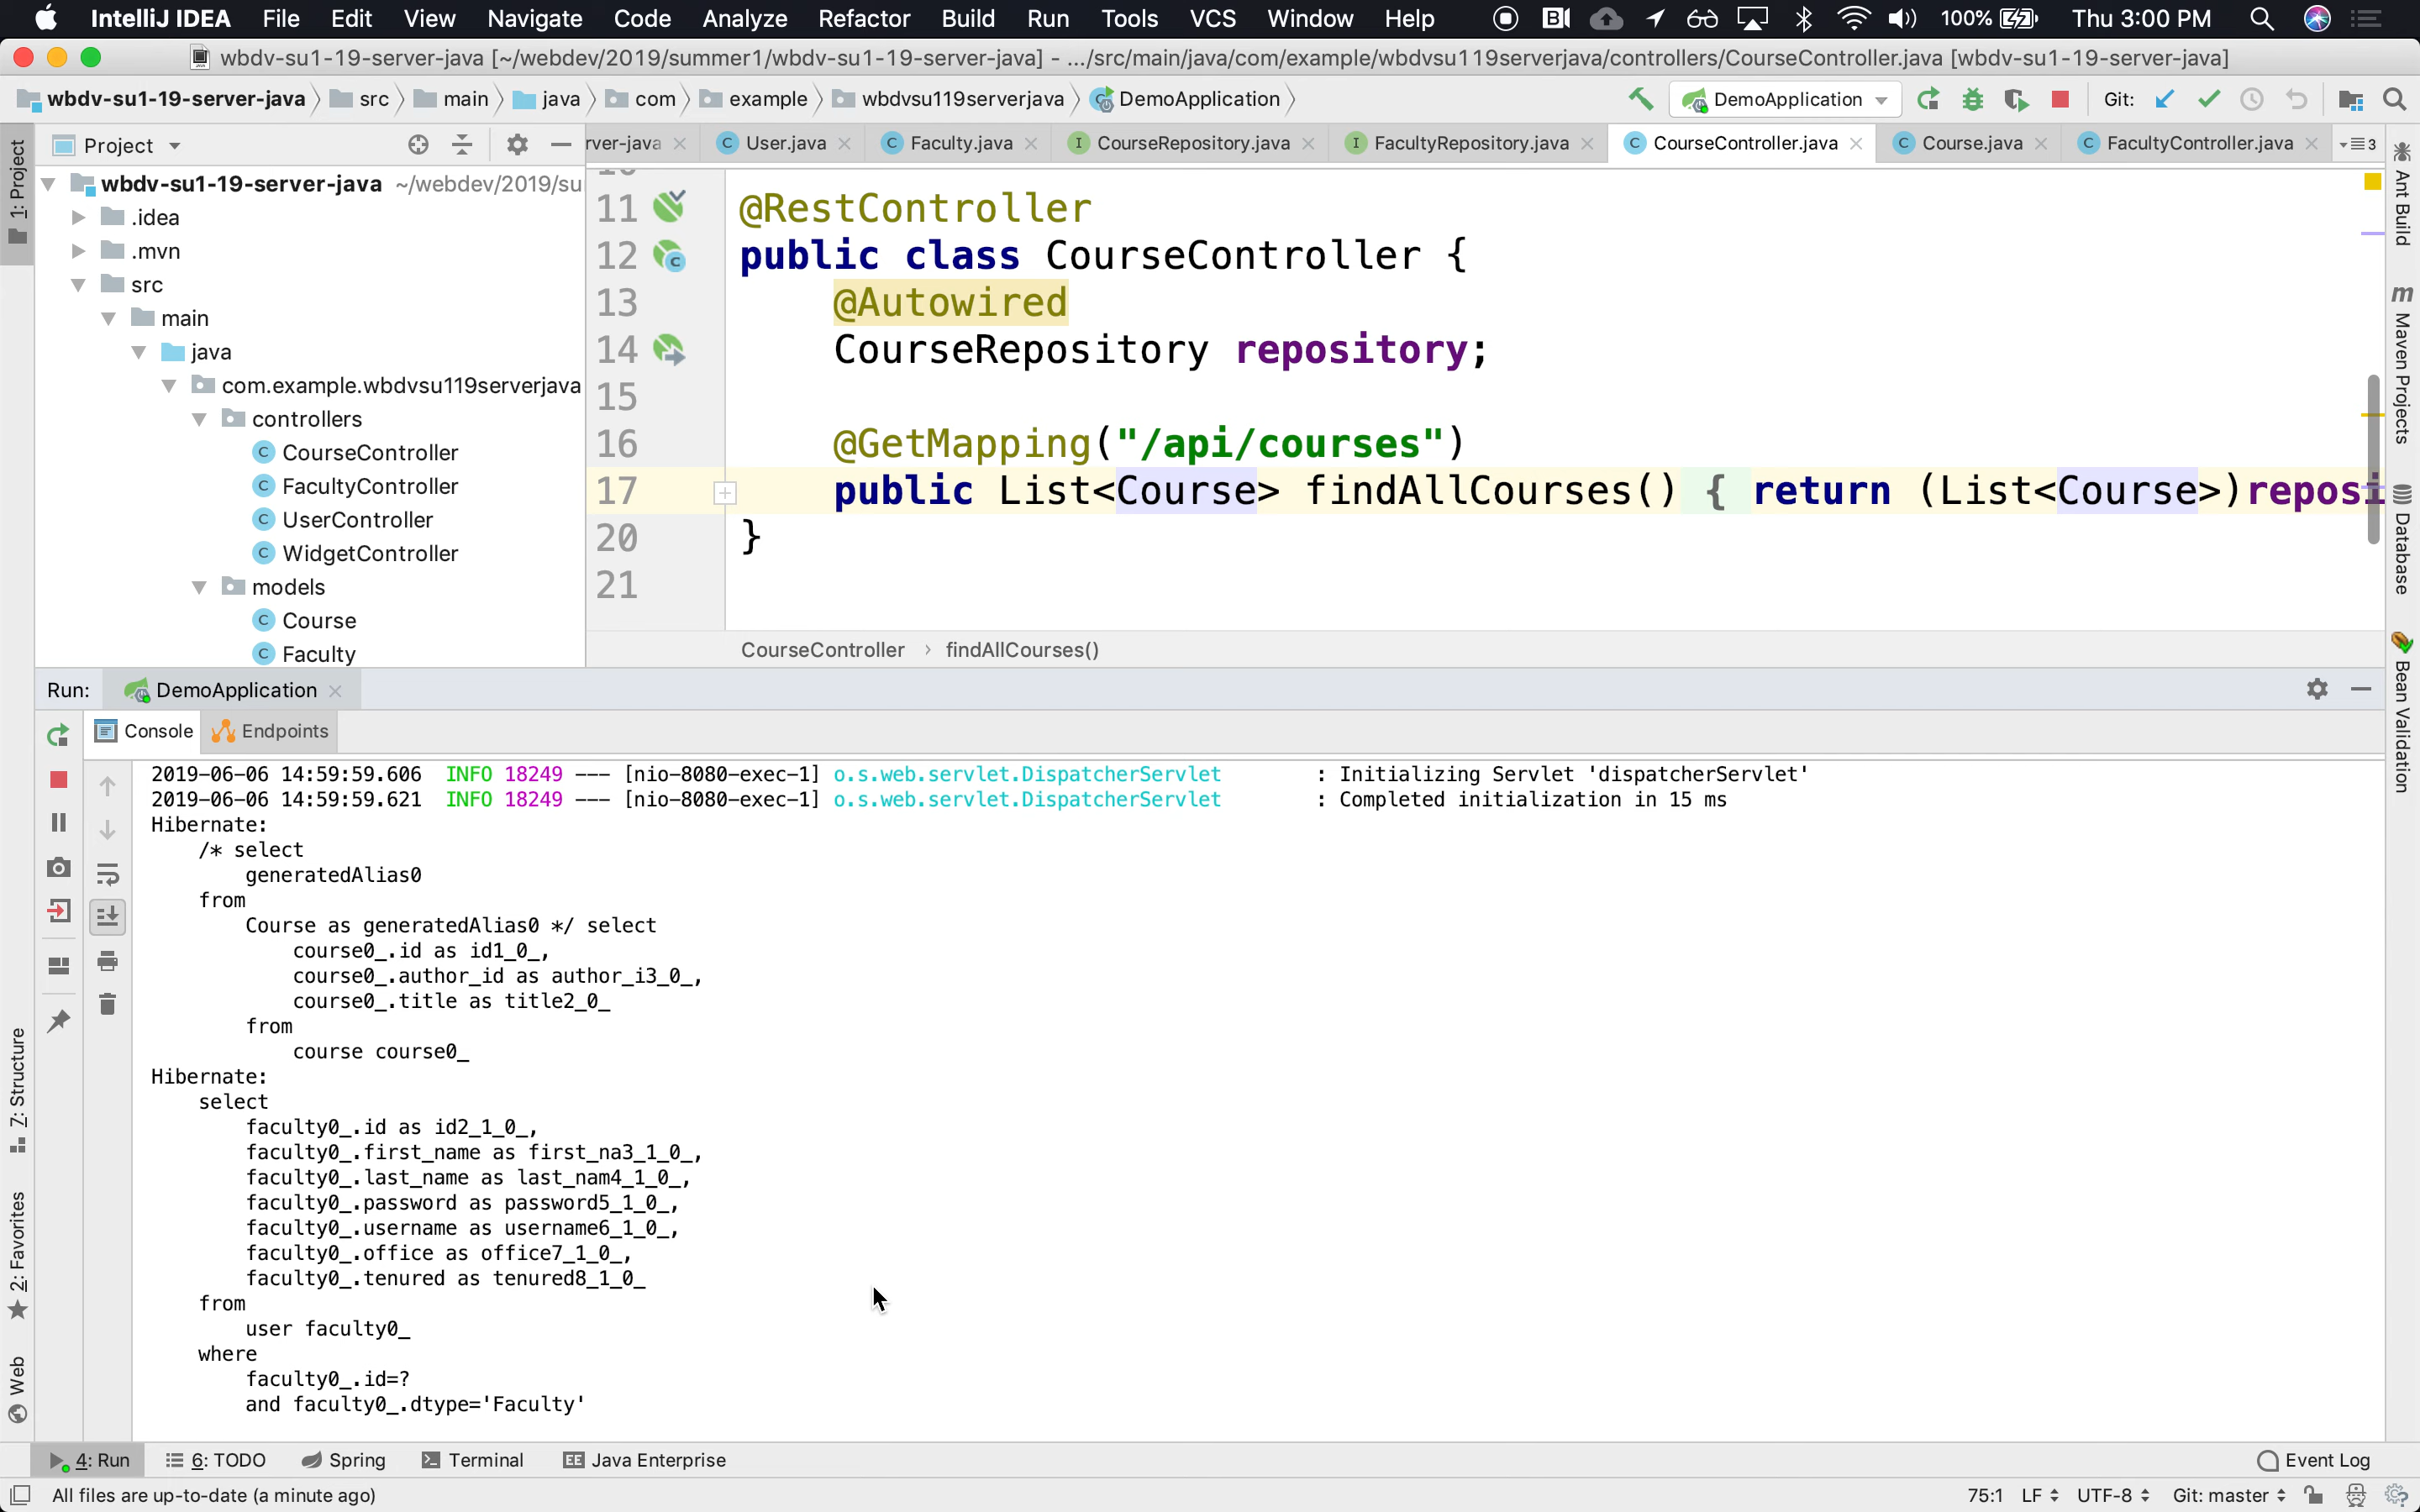 IntelliJ IDEA File Edit View Navigate Code Analyze Refactor Build Run Tools VCS Window Help 100% Thu 3:00 PM
wbdv-su1-19-server-java [~/webdev/2019/summer1/wbdv-su1-19-server-java] - .../src/main/java/com/example/wbdvsu119serverjava/controllers/CourseController.java [wbdv-su1-19-server-java]
wbdv-su1-19-server-java src main java com example wbdvsu119serverjava DemoApplication DemoApplication Git:
Project
rver-java User.java Faculty.java CourseRepository.java FacultyRepository.java CourseController.java Course.java FacultyController.java 3
wbdv-su1-19-server-java ~/webdev/2019/su
.idea
.mvn
src
main
java
com.example.wbdvsu119serverjava
controllers
CourseController
FacultyController
UserController
WidgetController
models
Course
Faculty
11 @RestController
12 public class CourseController {
13 @Autowired
14 CourseRepository repository;
15
16 @GetMapping("/api/courses")
17 public List<Course> findAllCourses() { return (List<Course>)reposi
20 }
21
CourseController › findAllCourses()
1: Project
7: Structure
2: Favorites
Web
Ant Build
Maven Projects
Database
Bean Validation
Run: DemoApplication
Console Endpoints
2019-06-06 14:59:59.606 INFO 18249 --- [nio-8080-exec-1] o.s.web.servlet.DispatcherServlet : Initializing Servlet 'dispatcherServlet'
2019-06-06 14:59:59.621 INFO 18249 --- [nio-8080-exec-1] o.s.web.servlet.DispatcherServlet : Completed initialization in 15 ms
Hibernate:
/* select
generatedAlias0
from
Course as generatedAlias0 */ select
course0_.id as id1_0_,
course0_.author_id as author_i3_0_,
course0_.title as title2_0_
from
course course0_
Hibernate:
select
faculty0_.id as id2_1_0_,
faculty0_.first_name as first_na3_1_0_,
faculty0_.last_name as last_nam4_1_0_,
faculty0_.password as password5_1_0_,
faculty0_.username as username6_1_0_,
faculty0_.office as office7_1_0_,
faculty0_.tenured as tenured8_1_0_
from
user faculty0_
where
faculty0_.id=?
and faculty0_.dtype='Faculty'
4: Run 6: TODO Spring Terminal Java Enterprise Event Log
All files are up-to-date (a minute ago) 75:1 LF UTF-8 Git: master